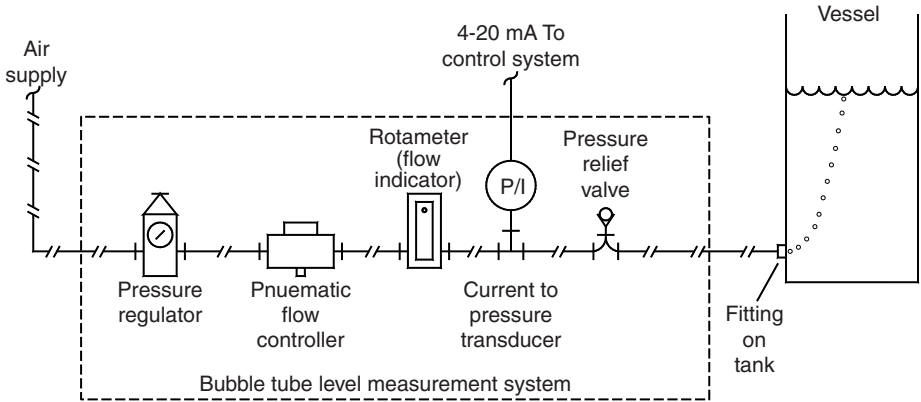 Vessel
4-20 mA To
control system
Air
supply
Rotameter
(flow
indicator)
Pressure
relief
valve
P/I
Pressure
regulator
Pnuematic
flow
controller
Current to
pressure
transducer
Fitting
on
tank
Bubble tube level measurement system